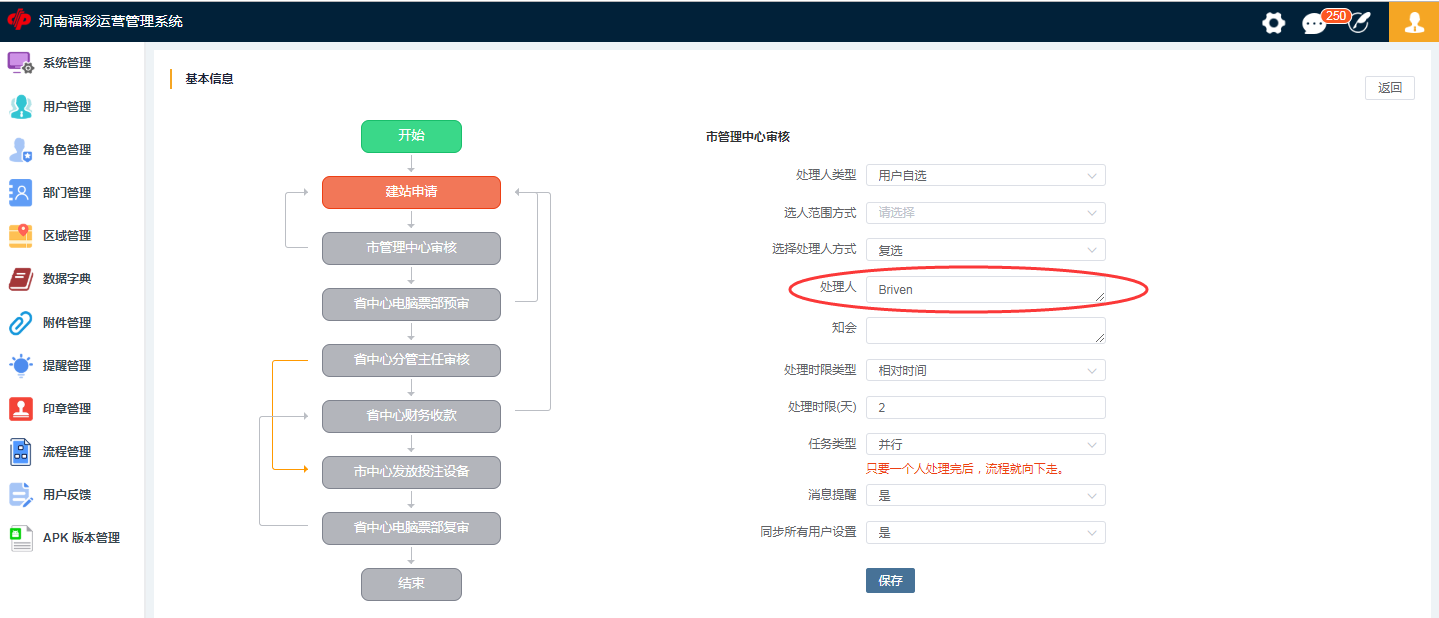 河南福彩运营管理系统
250
系统管理
用户管理
角色管理
部门管理
区域管理
数据字典
附件管理
提醒管理
印章管理
流程管理
用户反馈
APK 版本管理
基本信息
返回
开始
建站申请
市管理中心审核
省中心电脑票部预审
省中心分管主任审核
省中心财务收款
市中心发放投注设备
省中心电脑票部复审
结束
市管理中心审核
处理人类型 用户自选
选人范围方式 请选择
选择处理人方式 复选
处理人 Briven
知会
处理时限类型 相对时间
处理时限(天) 2
任务类型 并行
只要一个人处理完后，流程就向下走。
消息提醒 是
同步所有用户设置 是
保存